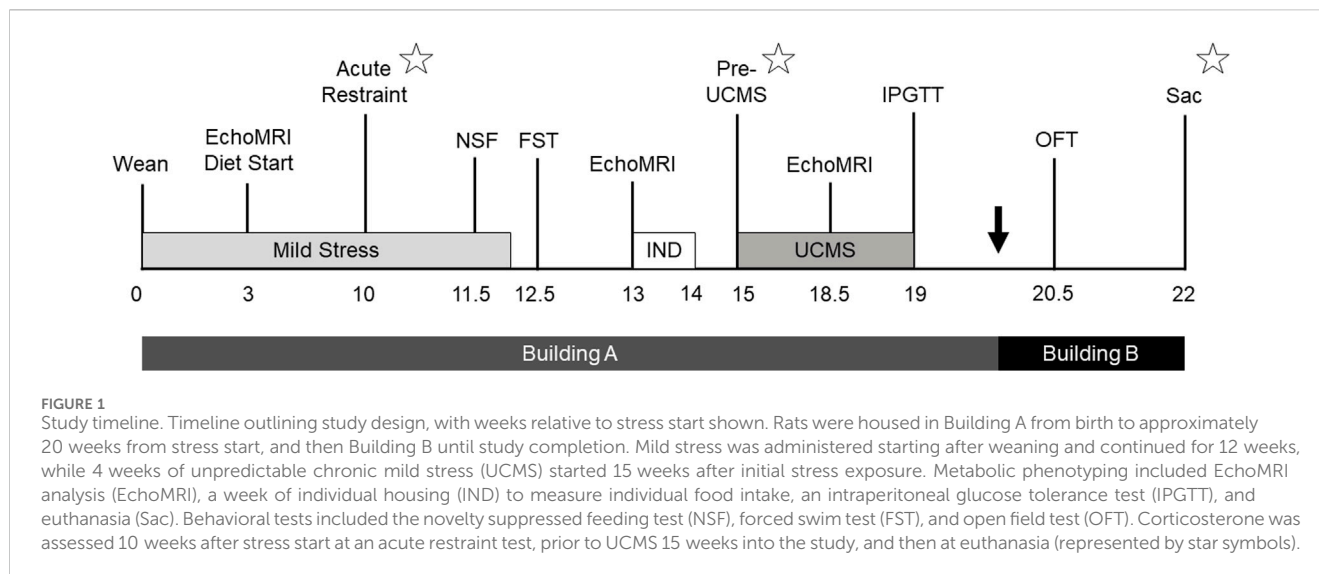 Acute
Restraint
Pre-
UCMS
IPGTT
Sac
EchoMRI
Diet Start
Wean
NSF
FST
EchoMRI
EchoMRI
OFT
Mild Stress
IND
UCMS
0
3
10
11.5
12.5
13
14
15
18.5
19
20.5
22
Building A
Building B
FIGURE 1
Study timeline. Timeline outlining study design, with weeks relative to stress start shown. Rats were housed in Building A from birth to approximately
20 weeks from stress start, and then Building B until study completion. Mild stress was administered starting after weaning and continued for 12 weeks,
while 4 weeks of unpredictable chronic mild stress (UCMS) started 15 weeks after initial stress exposure. Metabolic phenotyping included EchoMRI
analysis (EchoMRI), a week of individual housing (IND) to measure individual food intake, an intraperitoneal glucose tolerance test (IPGTT), and
euthanasia (Sac). Behavioral tests included the novelty suppressed feeding test (NSF), forced swim test (FST), and open field test (OFT). Corticosterone was
assessed 10 weeks after stress start at an acute restraint test, prior to UCMS 15 weeks into the study, and then at euthanasia (represented by star symbols).